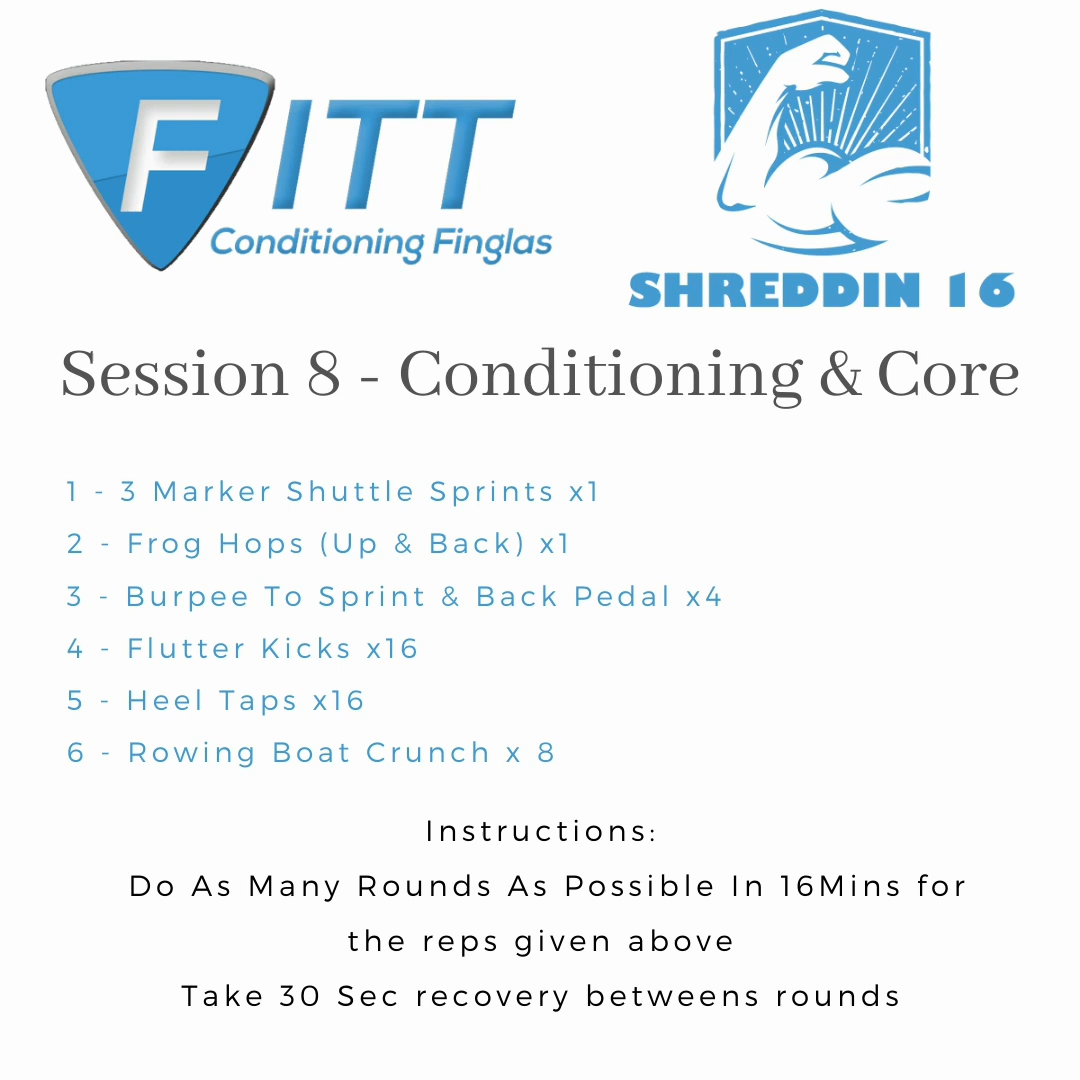 FITT
Conditioning Finglas
SHREDDIN 16
Session 8 - Conditioning & Core
1 - 3 Marker Shuttle Sprints x1
2 - Frog Hops (Up & Back) x1
3 - Burpee To Sprint & Back Pedal x4
4 - Flutter Kicks x16
5 - Heel Taps x16
6 - Rowing Boat Crunch x 8
Instructions:
Do As Many Rounds As Possible In 16Mins for
the reps given above
Take 30 Sec recovery betweens rounds